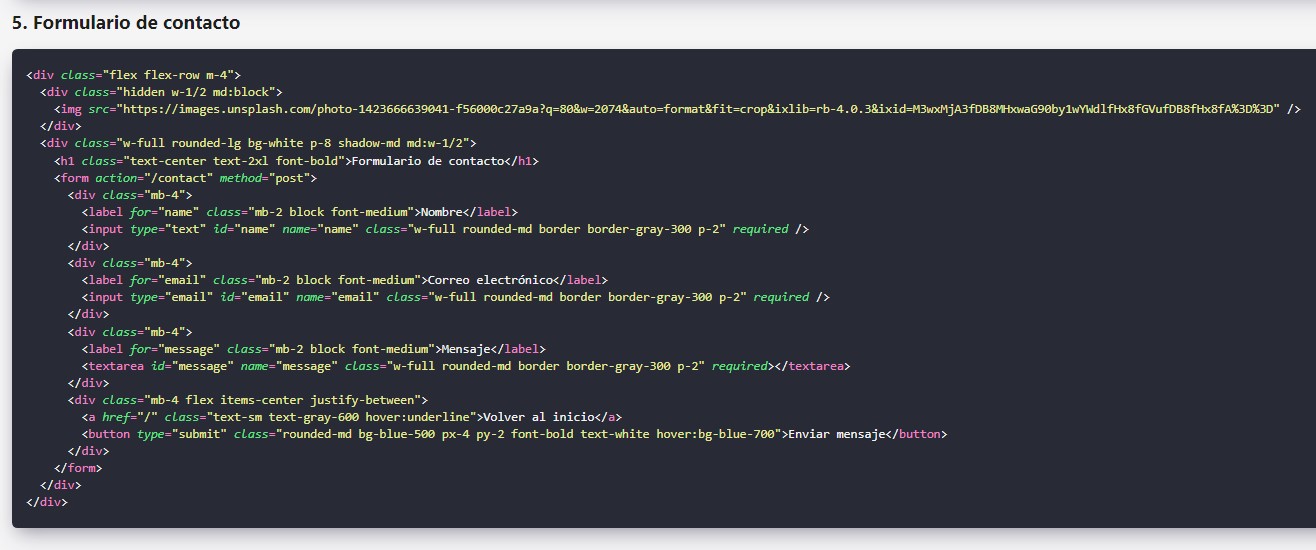 5. Formulario de contacto
<div class="flex flex-row m-4">
  <div class="hidden w-1/2 md:block">
    <img src="https://images.unsplash.com/photo-1423666639041-f56000c27a9a?q=80&w=2074&auto=format&fit=crop&ixlib=rb-4.0.3&ixid=M3wxMjA3fDB8MHxwaG90by1wYWdlfHx8fGVufDB8fHx8fA%3D%3D" />
  </div>
  <div class="w-full rounded-lg bg-white p-8 shadow-md md:w-1/2">
    <h1 class="text-center text-2xl font-bold">Formulario de contacto</h1>
    <form action="/contact" method="post">
      <div class="mb-4">
        <label for="name" class="mb-2 block font-medium">Nombre</label>
        <input type="text" id="name" name="name" class="w-full rounded-md border border-gray-300 p-2" required />
      </div>
      <div class="mb-4">
        <label for="email" class="mb-2 block font-medium">Correo electrónico</label>
        <input type="email" id="email" name="email" class="w-full rounded-md border border-gray-300 p-2" required />
      </div>
      <div class="mb-4">
        <label for="message" class="mb-2 block font-medium">Mensaje</label>
        <textarea id="message" name="message" class="w-full rounded-md border border-gray-300 p-2" required></textarea>
      </div>
      <div class="mb-4 flex items-center justify-between">
        <a href="/" class="text-sm text-gray-600 hover:underline">Volver al inicio</a>
        <button type="submit" class="rounded-md bg-blue-500 px-4 py-2 font-bold text-white hover:bg-blue-700">Enviar mensaje</button>
      </div>
    </form>
  </div>
</div>